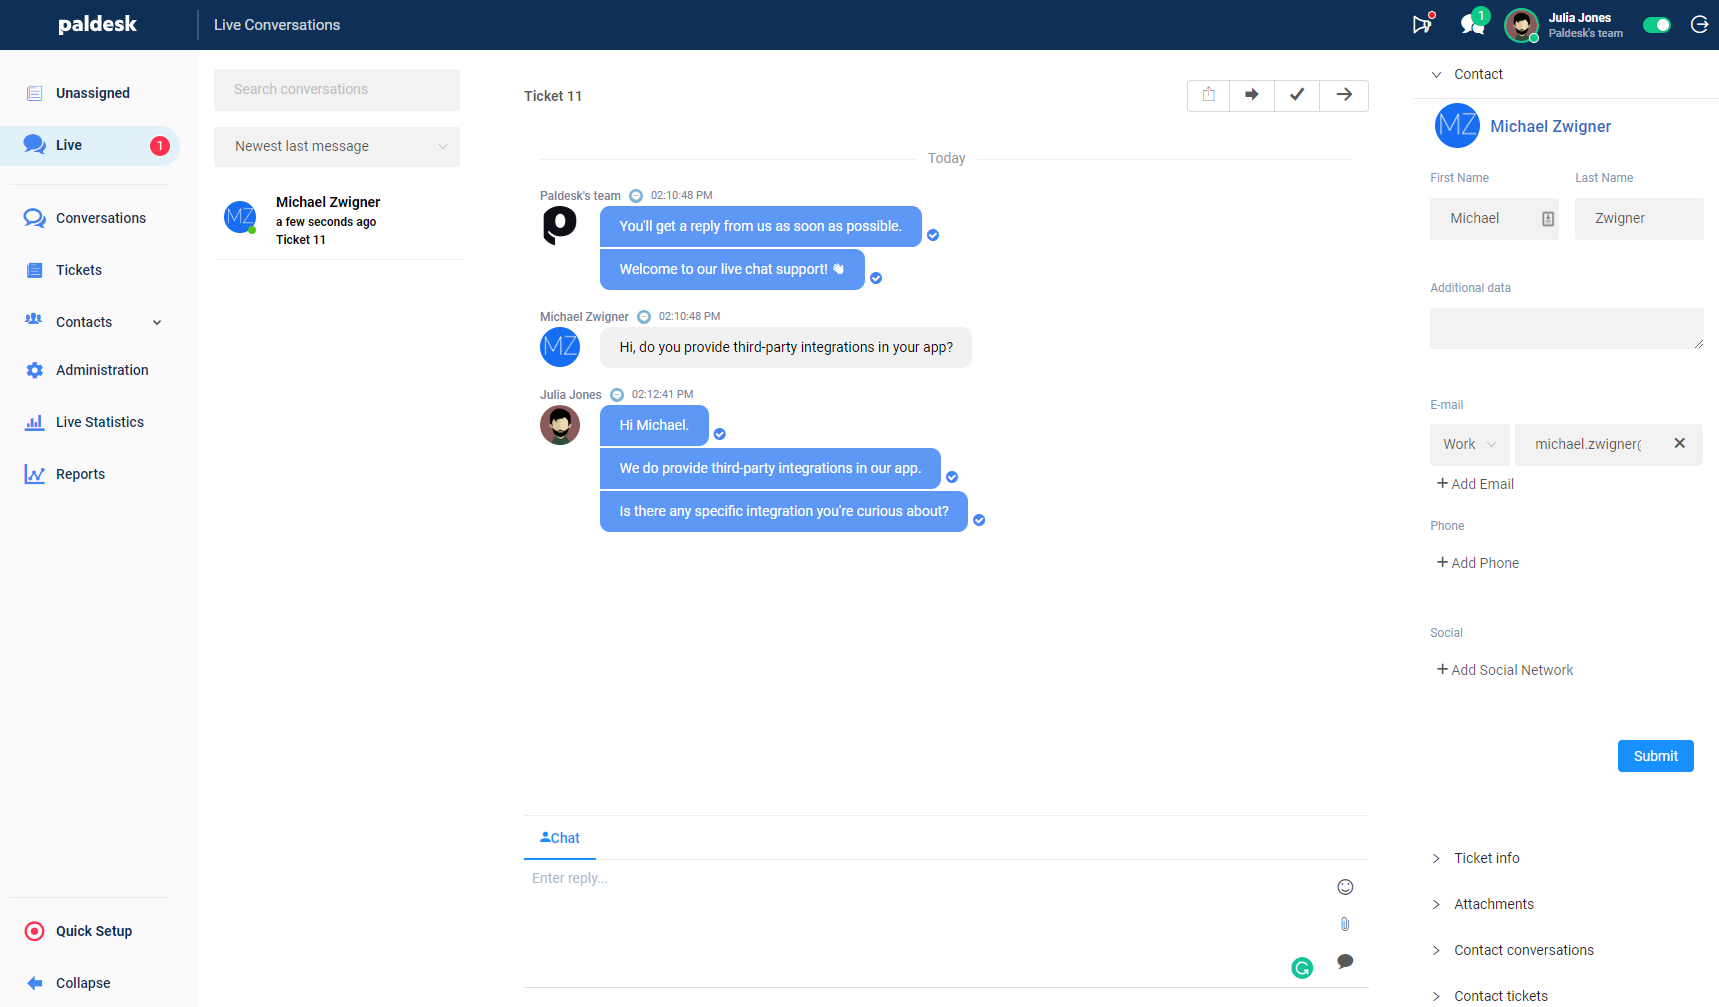 paldesk
Live Conversations
1
Julia Jones
Paldesk's team
Unassigned
Live
1
Conversations
Tickets
Contacts
Administration
Live Statistics
Reports
Quick Setup
Collapse
Search conversations
Newest last message
MZ
Michael Zwigner
a few seconds ago
Ticket 11
Ticket 11
Today
Paldesk's team 02:10:48 PM
You'll get a reply from us as soon as possible.
Welcome to our live chat support! 👋
Michael Zwigner 02:10:48 PM
MZ
Hi, do you provide third-party integrations in your app?
Julia Jones 02:12:41 PM
Hi Michael.
We do provide third-party integrations in our app.
Is there any specific integration you're curious about?
Chat
Enter reply...
Contact
MZ
Michael Zwigner
First Name
Last Name
Michael
Zwigner
Additional data
E-mail
Work
michael.zwigner(
+ Add Email
Phone
+ Add Phone
Social
+ Add Social Network
Submit
Ticket info
Attachments
Contact conversations
Contact tickets